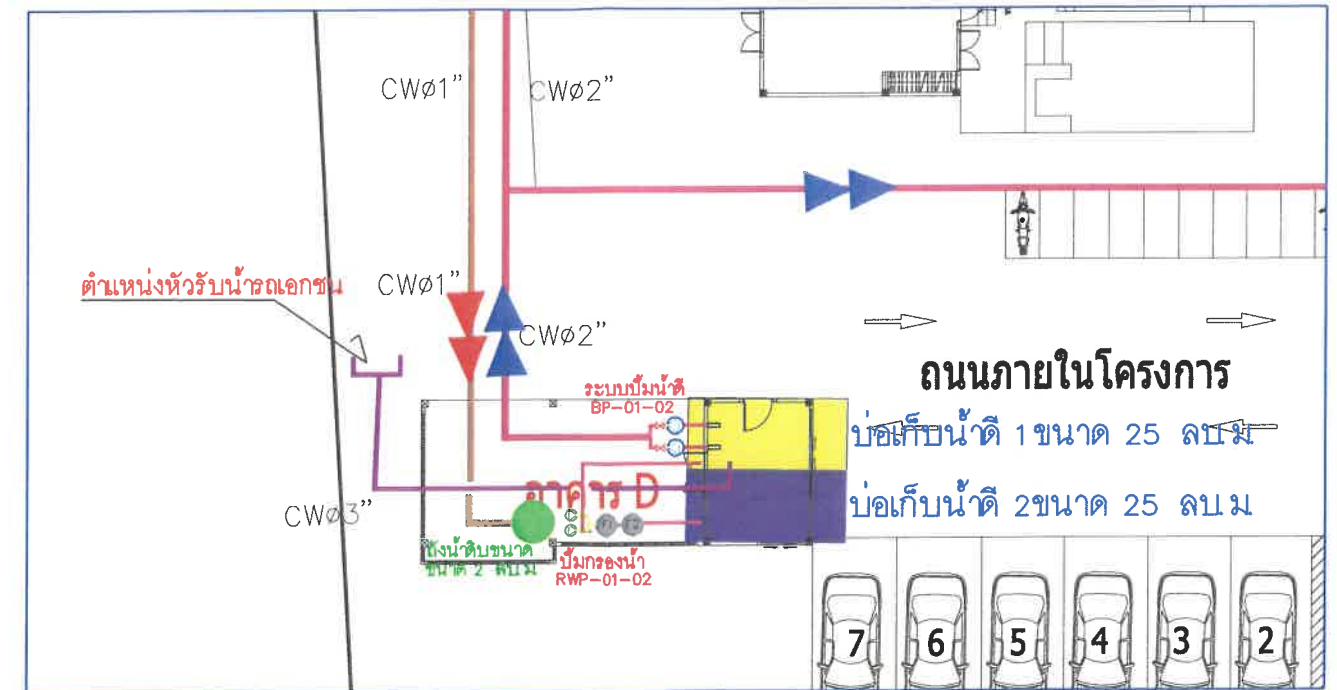 CWø1”
CWø2”
ตำแหน่งหัวรับน้ำรถเอกชน
CWø1”
CWø2”
ถนนภายในโครงการ
ระบบปั๊มน้ำดี
BP-01-02
บ่อเก็บน้ำดี 1ขนาด 25 ลบ.ม
อาคาร D
บ่อเก็บน้ำดี 2ขนาด 25 ลบ.ม
CWø3”
F1
F2
ถังน้ำดิบขนาด
ขนาด 2 ลบ.ม
ปั๊มกรองน้ำ
RWP-01-02
7 6 5 4 3 2